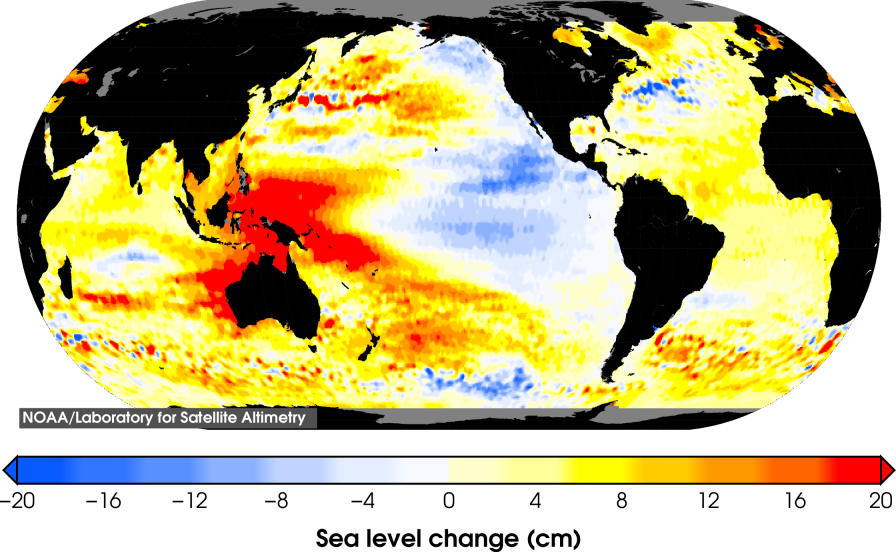 NOAA/Laboratory for Satellite Altimetry
−20 −16 −12 −8 −4 0 4 8 12 16 20
Sea level change (cm)